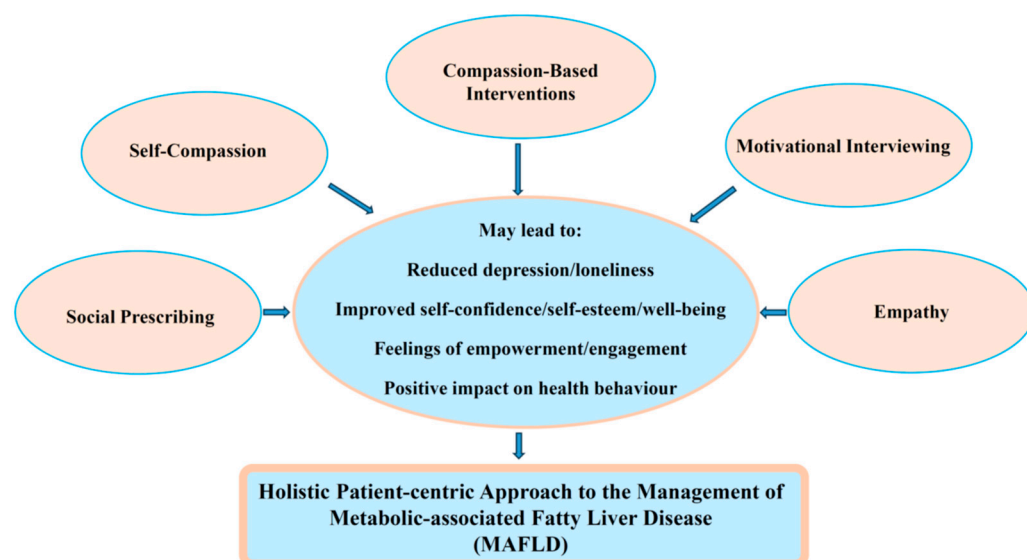 Compassion-Based
Interventions
Self-Compassion
Motivational Interviewing
Social Prescribing
May lead to:
Reduced depression/loneliness
Improved self-confidence/self-esteem/well-being
Feelings of empowerment/engagement
Positive impact on health behaviour
Empathy
Holistic Patient-centric Approach to the Management of
Metabolic-associated Fatty Liver Disease
(MAFLD)